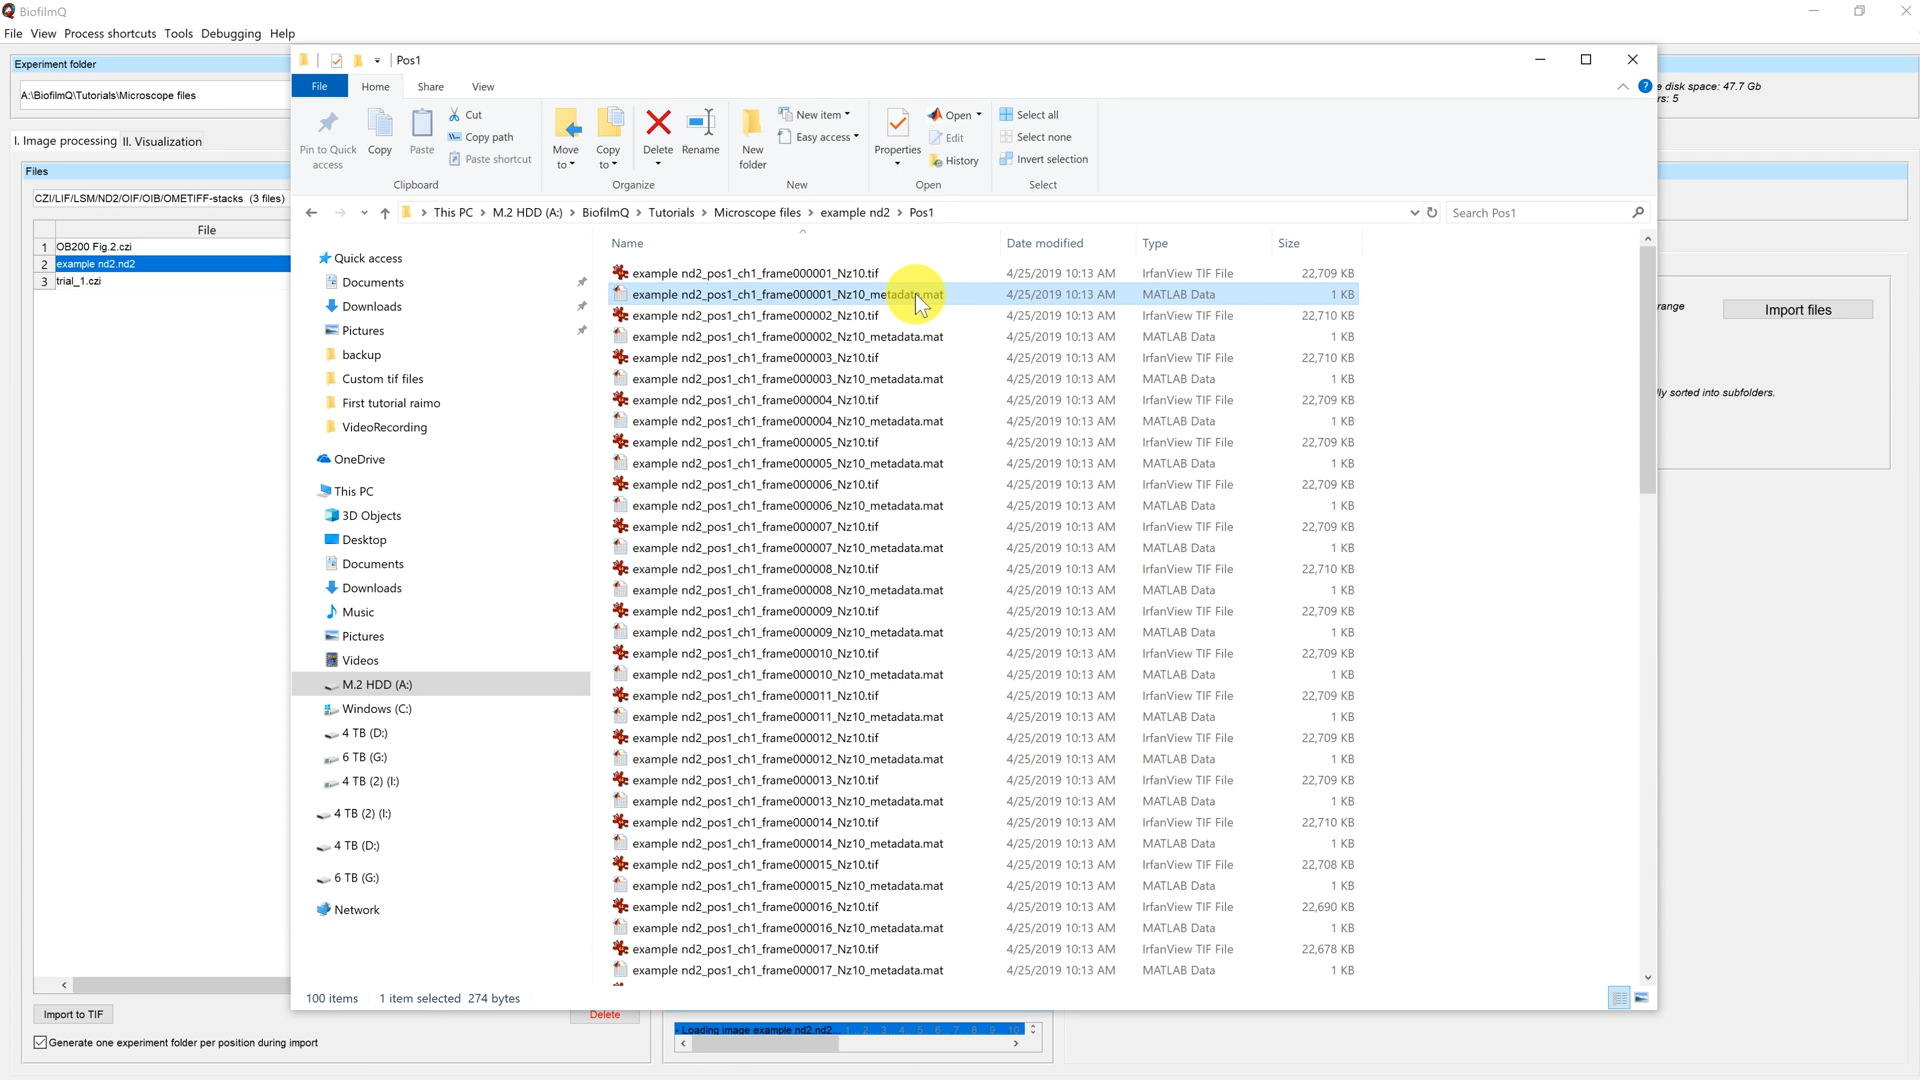 BiofilmQ
File View Process shortcuts Tools Debugging Help
Experiment folder
A:\BiofilmQ\Tutorials\Microscope files
I. Image processing II. Visualization
Files
CZI/LIF/LSM/ND2/OIF/OIB/OMETIFF-stacks (3 files)
File
1 OB200 Fig.2.czi
2 example nd2.nd2
3 trial_1.czi
Import to TIF
Delete
Generate one experiment folder per position during import
- Loading image example nd2.nd2... 1 2 3 4 5 6 7 8 9 10
disk space: 47.7 Gb
rs: 5
range
Import files
lly sorted into subfolders.
Pos1
File Home Share View
Pin to Quick access
Copy
Paste
Cut
Copy path
Paste shortcut
Clipboard
Move to
Copy to
Delete
Rename
Organize
New folder
New item
Easy access
New
Properties
Open
Edit
History
Open
Select all
Select none
Invert selection
Select
This PC > M.2 HDD (A:) > BiofilmQ > Tutorials > Microscope files > example nd2 > Pos1
Search Pos1
Quick access
Documents
Downloads
Pictures
backup
Custom tif files
First tutorial raimo
VideoRecording
OneDrive
This PC
3D Objects
Desktop
Documents
Downloads
Music
Pictures
Videos
M.2 HDD (A:)
Windows (C:)
4 TB (D:)
6 TB (G:)
4 TB (2) (I:)
4 TB (2) (I:)
4 TB (D:)
6 TB (G:)
Network
Name Date modified Type Size
example nd2_pos1_ch1_frame000001_Nz10.tif 4/25/2019 10:13 AM IrfanView TIF File 22,709 KB
example nd2_pos1_ch1_frame000001_Nz10_metadata.mat 4/25/2019 10:13 AM MATLAB Data 1 KB
example nd2_pos1_ch1_frame000002_Nz10.tif 4/25/2019 10:13 AM IrfanView TIF File 22,710 KB
example nd2_pos1_ch1_frame000002_Nz10_metadata.mat 4/25/2019 10:13 AM MATLAB Data 1 KB
example nd2_pos1_ch1_frame000003_Nz10.tif 4/25/2019 10:13 AM IrfanView TIF File 22,710 KB
example nd2_pos1_ch1_frame000003_Nz10_metadata.mat 4/25/2019 10:13 AM MATLAB Data 1 KB
example nd2_pos1_ch1_frame000004_Nz10.tif 4/25/2019 10:13 AM IrfanView TIF File 22,709 KB
example nd2_pos1_ch1_frame000004_Nz10_metadata.mat 4/25/2019 10:13 AM MATLAB Data 1 KB
example nd2_pos1_ch1_frame000005_Nz10.tif 4/25/2019 10:13 AM IrfanView TIF File 22,709 KB
example nd2_pos1_ch1_frame000005_Nz10_metadata.mat 4/25/2019 10:13 AM MATLAB Data 1 KB
example nd2_pos1_ch1_frame000006_Nz10.tif 4/25/2019 10:13 AM IrfanView TIF File 22,709 KB
example nd2_pos1_ch1_frame000006_Nz10_metadata.mat 4/25/2019 10:13 AM MATLAB Data 1 KB
example nd2_pos1_ch1_frame000007_Nz10.tif 4/25/2019 10:13 AM IrfanView TIF File 22,709 KB
example nd2_pos1_ch1_frame000007_Nz10_metadata.mat 4/25/2019 10:13 AM MATLAB Data 1 KB
example nd2_pos1_ch1_frame000008_Nz10.tif 4/25/2019 10:13 AM IrfanView TIF File 22,710 KB
example nd2_pos1_ch1_frame000008_Nz10_metadata.mat 4/25/2019 10:13 AM MATLAB Data 1 KB
example nd2_pos1_ch1_frame000009_Nz10.tif 4/25/2019 10:13 AM IrfanView TIF File 22,709 KB
example nd2_pos1_ch1_frame000009_Nz10_metadata.mat 4/25/2019 10:13 AM MATLAB Data 1 KB
example nd2_pos1_ch1_frame000010_Nz10.tif 4/25/2019 10:13 AM IrfanView TIF File 22,709 KB
example nd2_pos1_ch1_frame000010_Nz10_metadata.mat 4/25/2019 10:13 AM MATLAB Data 1 KB
example nd2_pos1_ch1_frame000011_Nz10.tif 4/25/2019 10:13 AM IrfanView TIF File 22,709 KB
example nd2_pos1_ch1_frame000011_Nz10_metadata.mat 4/25/2019 10:13 AM MATLAB Data 1 KB
example nd2_pos1_ch1_frame000012_Nz10.tif 4/25/2019 10:13 AM IrfanView TIF File 22,709 KB
example nd2_pos1_ch1_frame000012_Nz10_metadata.mat 4/25/2019 10:13 AM MATLAB Data 1 KB
example nd2_pos1_ch1_frame000013_Nz10.tif 4/25/2019 10:13 AM IrfanView TIF File 22,709 KB
example nd2_pos1_ch1_frame000013_Nz10_metadata.mat 4/25/2019 10:13 AM MATLAB Data 1 KB
example nd2_pos1_ch1_frame000014_Nz10.tif 4/25/2019 10:13 AM IrfanView TIF File 22,710 KB
example nd2_pos1_ch1_frame000014_Nz10_metadata.mat 4/25/2019 10:13 AM MATLAB Data 1 KB
example nd2_pos1_ch1_frame000015_Nz10.tif 4/25/2019 10:13 AM IrfanView TIF File 22,708 KB
example nd2_pos1_ch1_frame000015_Nz10_metadata.mat 4/25/2019 10:13 AM MATLAB Data 1 KB
example nd2_pos1_ch1_frame000016_Nz10.tif 4/25/2019 10:13 AM IrfanView TIF File 22,690 KB
example nd2_pos1_ch1_frame000016_Nz10_metadata.mat 4/25/2019 10:13 AM MATLAB Data 1 KB
example nd2_pos1_ch1_frame000017_Nz10.tif 4/25/2019 10:13 AM IrfanView TIF File 22,678 KB
example nd2_pos1_ch1_frame000017_Nz10_metadata.mat 4/25/2019 10:13 AM MATLAB Data 1 KB
100 items 1 item selected 274 bytes